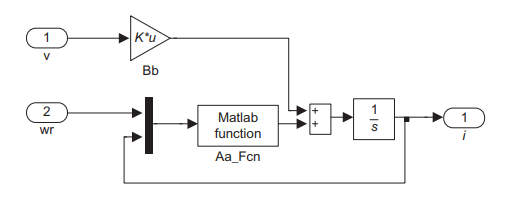 1
v
K*u
Bb
2
wr
Matlab
function
Aa_Fcn
+
+
1
s
1
i